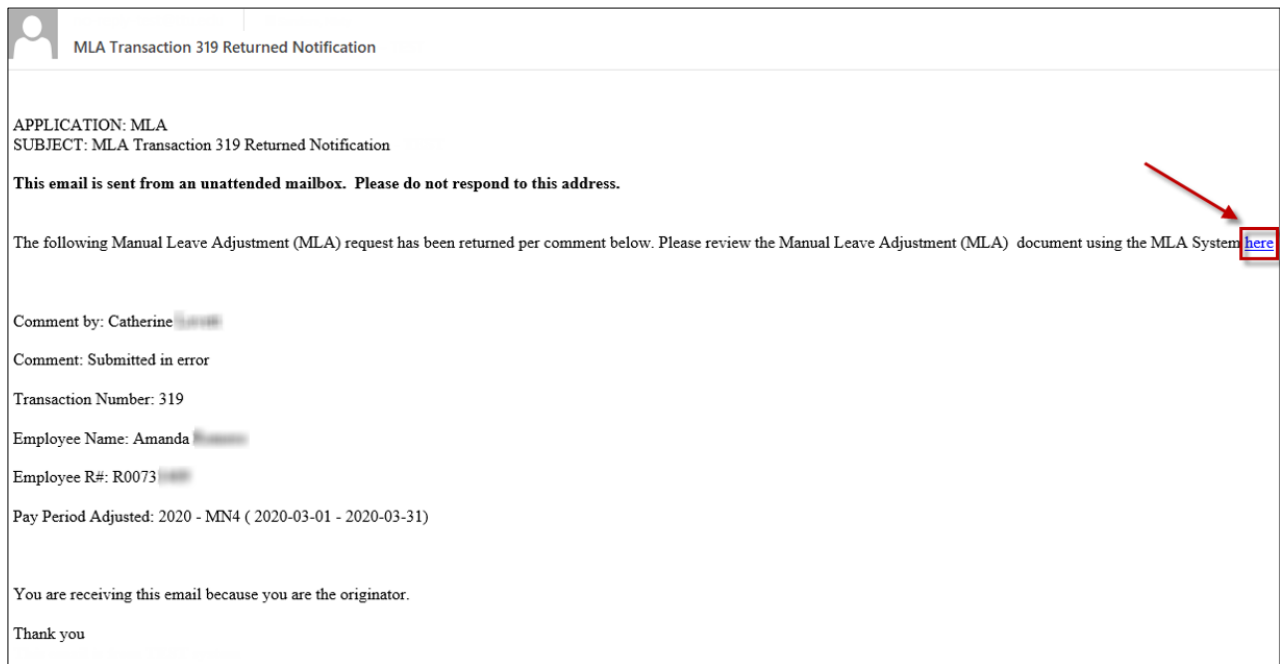 MLA Transaction 319 Returned Notification
APPLICATION: MLA
SUBJECT: MLA Transaction 319 Returned Notification
This email is sent from an unattended mailbox. Please do not respond to this address.
The following Manual Leave Adjustment (MLA) request has been returned per comment below. Please review the Manual Leave Adjustment (MLA) document using the MLA System here
Comment by: Catherine
Comment: Submitted in error
Transaction Number: 319
Employee Name: Amanda
Employee R#: R0073
Pay Period Adjusted: 2020 - MN4 ( 2020-03-01 - 2020-03-31)
You are receiving this email because you are the originator.
Thank you